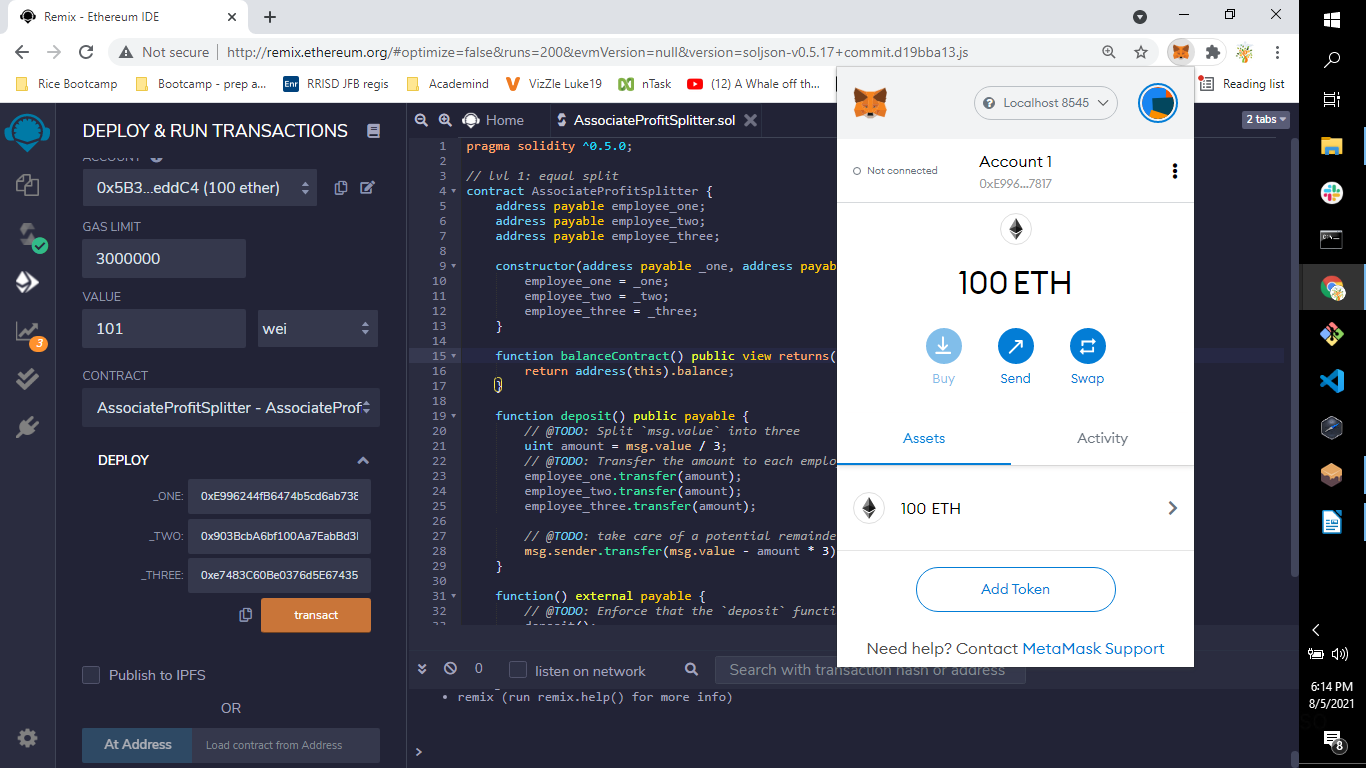 Remix - Ethereum IDE
Not secure | http://remix.ethereum.org/#optimize=false&runs=200&evmVersion=null&version=soljson-v0.5.17+commit.d19bba13.js
Rice Bootcamp
Bootcamp - prep a...
Enr RRISD JFB regis
Academind
VizZle Luke19
nTask
(12) A Whale off th...
Reading list
DEPLOY & RUN TRANSACTIONS
ACCOUNT
0x5B3...eddC4 (100 ether)
GAS LIMIT
3000000
VALUE
101
wei
3
CONTRACT
AssociateProfitSplitter - AssociateProf
DEPLOY
_ONE: 0xE996244fB6474b5cd6ab738
_TWO: 0x903BcbA6bf100Aa7EabBd3
_THREE: 0xe7483C60Be0376d5E67435
transact
Publish to IPFS
OR
At Address
Load contract from Address
Home
AssociateProfitSplitter.sol
2 tabs
1 pragma solidity ^0.5.0;
2
3 // lvl 1: equal split
4 contract AssociateProfitSplitter {
5 address payable employee_one;
6 address payable employee_two;
7 address payable employee_three;
8
9 constructor(address payable _one, address payab
10 employee_one = _one;
11 employee_two = _two;
12 employee_three = _three;
13 }
14
15 function balanceContract() public view returns(
16 return address(this).balance;
17 }
18
19 function deposit() public payable {
20 // @TODO: Split `msg.value` into three
21 uint amount = msg.value / 3;
22 // @TODO: Transfer the amount to each emplo
23 employee_one.transfer(amount);
24 employee_two.transfer(amount);
25 employee_three.transfer(amount);
26
27 // @TODO: take care of a potential remainde
28 msg.sender.transfer(msg.value - amount * 3)
29 }
30
31 function() external payable {
32 // @TODO: Enforce that the `deposit` functi
33 deposit();
0
listen on network
Search with transaction hash or address
• remix (run remix.help() for more info)
>
Localhost 8545
Not connected
Account 1
0xE996...7817
100 ETH
Buy
Send
Swap
Assets
Activity
100 ETH
Add Token
Need help? Contact MetaMask Support
6:14 PM
8/5/2021
8